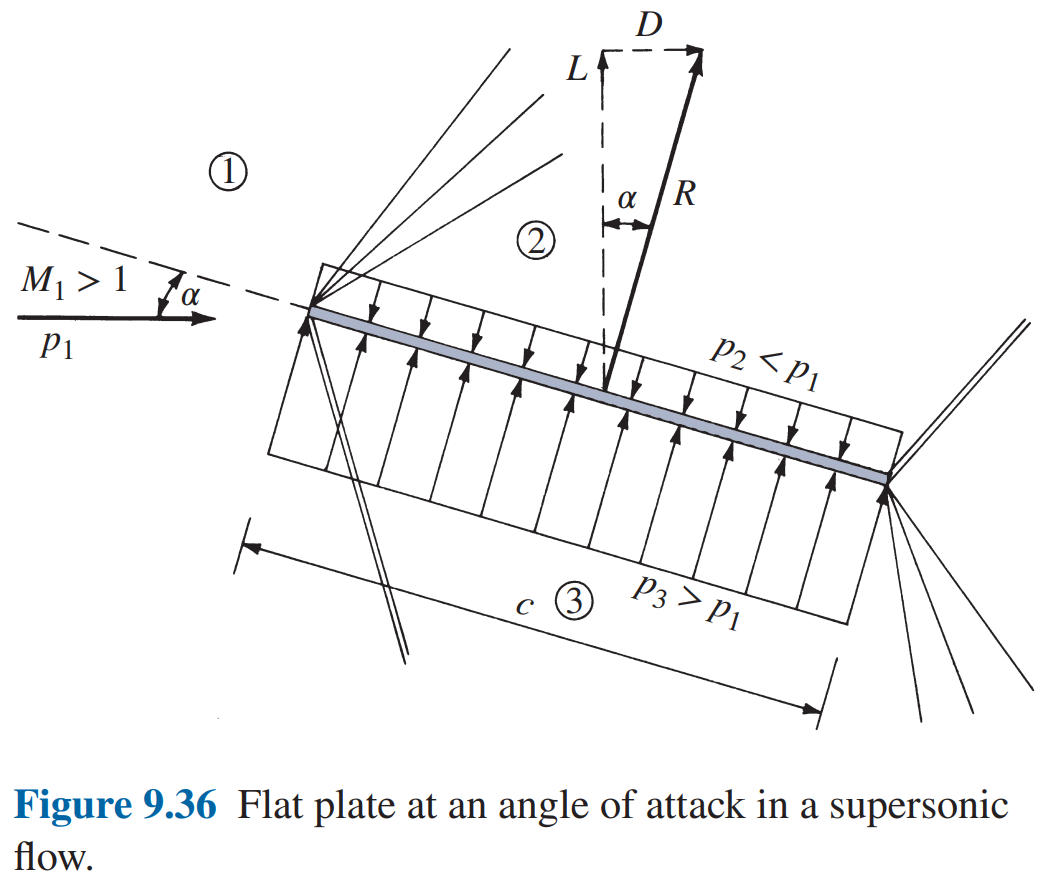 D
L
①
α
R
②
M₁ > 1
α
p₁
p₂ < p₁
c
③
p₃ > p₁
Figure 9.36 Flat plate at an angle of attack in a supersonic
flow.